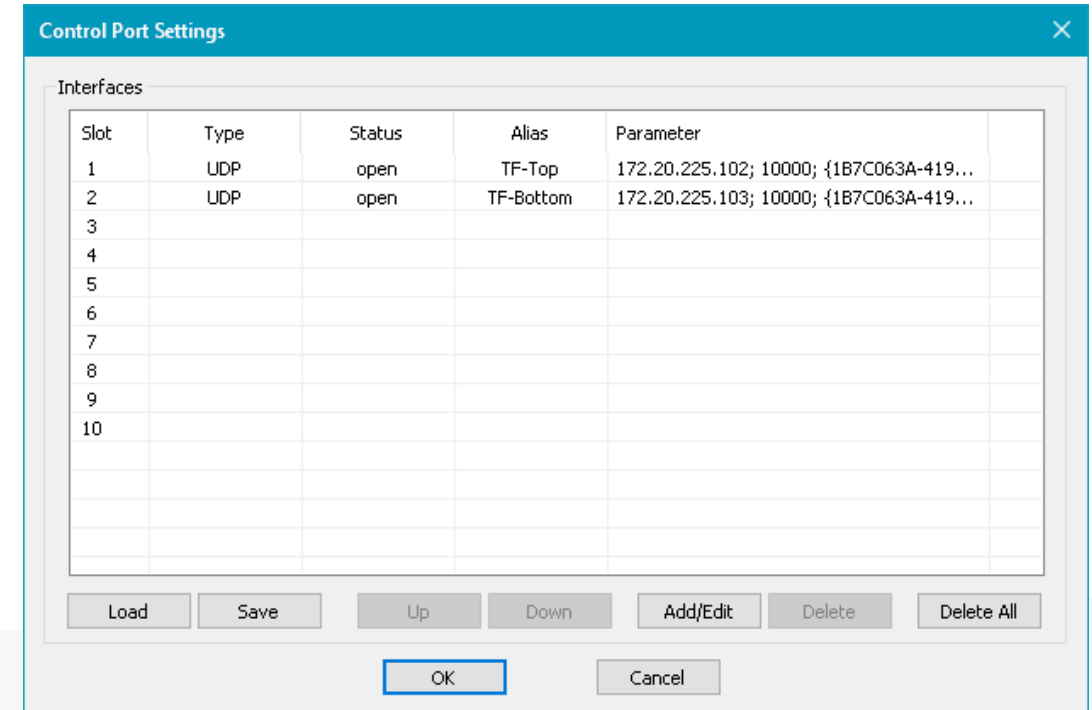 Control Port Settings
Interfaces
Slot Type Status Alias Parameter
1 UDP open TF-Top 172.20.225.102; 10000; {1B7C063A-419...
2 UDP open TF-Bottom 172.20.225.103; 10000; {1B7C063A-419...
3
4
5
6
7
8
9
10
Load Save Up Down Add/Edit Delete Delete All
OK Cancel